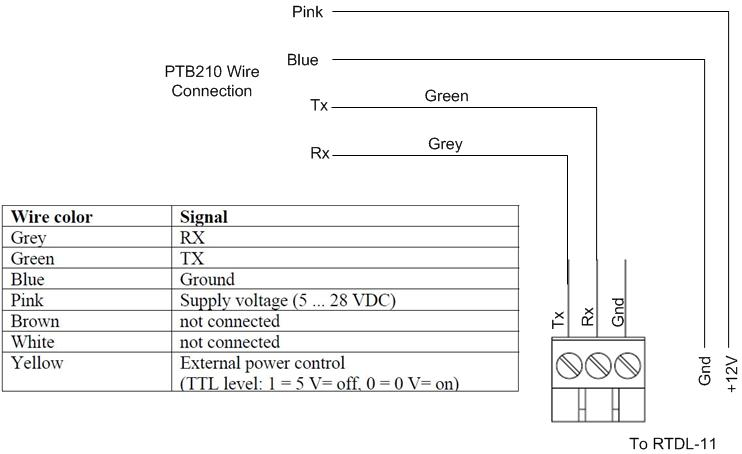 Pink
Blue
PTB210 Wire
Connection
Tx
Green
Rx
Grey
Wire color Signal
Grey RX
Green TX
Blue Ground
Pink Supply voltage (5 ... 28 VDC)
Brown not connected
White not connected
Yellow External power control
(TTL level: 1 = 5 V= off, 0 = 0 V= on)
Tx
Rx
Gnd
Gnd
+12V
To RTDL-11